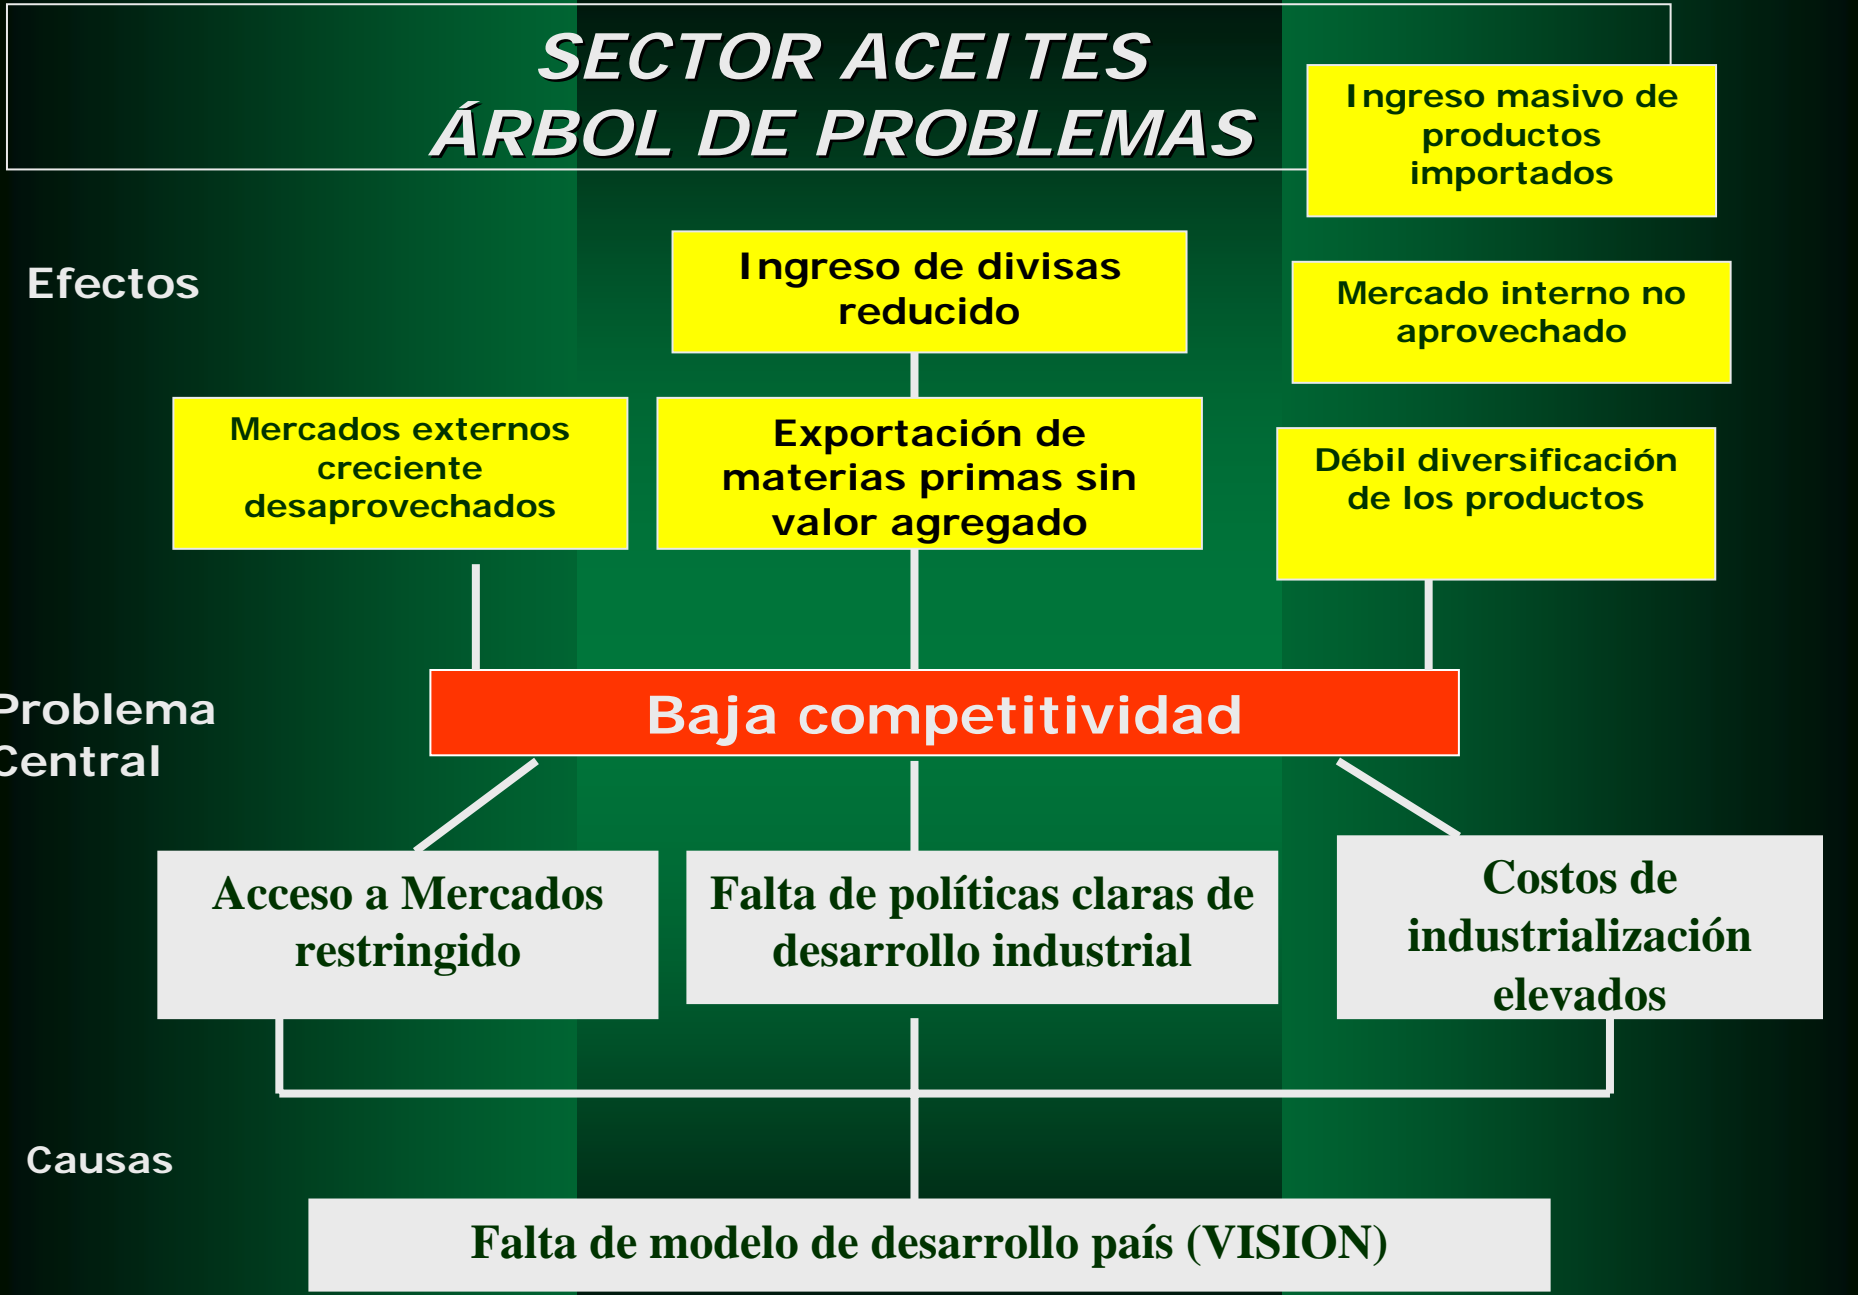 SECTOR ACEITES
ÁRBOL DE PROBLEMAS
Ingreso masivo de
productos
importados
Efectos
Ingreso de divisas
reducido
Mercado interno no
aprovechado
Mercados externos
creciente
desaprovechados
Exportación de
materias primas sin
valor agregado
Débil diversificación
de los productos
Problema
Central
Baja competitividad
Acceso a Mercados
restringido
Falta de políticas claras de
desarrollo industrial
Costos de
industrialización
elevados
Causas
Falta de modelo de desarrollo país (VISION)